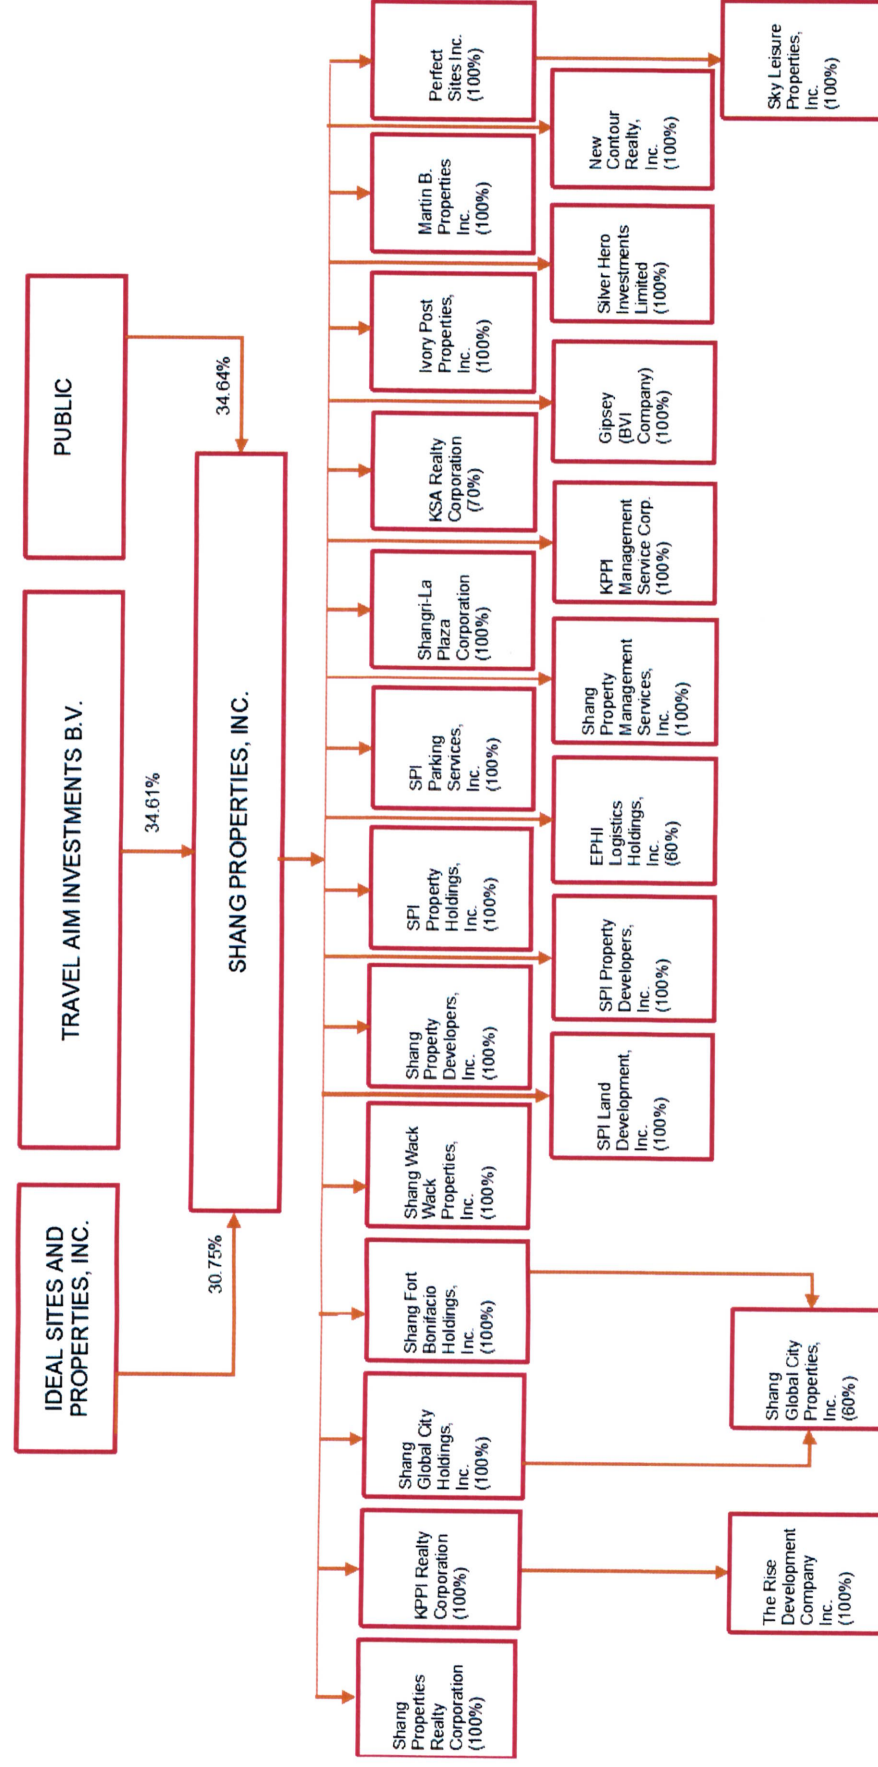 IDEAL SITES AND
PROPERTIES, INC.
TRAVEL AIM INVESTMENTS B.V.
PUBLIC
30.75%
34.61%
34.64%
SHANG PROPERTIES, INC.
Shang
Properties
Realty
Corporation
(100%)
KPPI Realty
Corporation
(100%)
Shang
Global City
Holdings,
Inc.
(100%)
Shang Fort
Bonifacio
Holdings,
Inc.
(100%)
Shang Wack
Wack
Properties,
Inc.
(100%)
Shang
Property
Developers,
Inc.
(100%)
SPI
Property
Holdings,
Inc.
(100%)
SPI
Parking
Services,
Inc.
(100%)
Shangri-La
Plaza
Corporation
(100%)
KSA Realty
Corporation
(70%)
Ivory Post
Properties,
Inc.
(100%)
Martin B.
Properties
Inc.
(100%)
Perfect
Sites Inc.
(100%)
SPI Land
Development,
Inc.
(100%)
SPI Property
Developers,
Inc.
(100%)
EPHI
Logistics
Holdings,
Inc.
(60%)
Shang
Property
Management
Services,
Inc.
(100%)
KPPI
Management
Service Corp.
(100%)
Gipsey
(BVI
Company)
(100%)
Silver Hero
Investments
Limited
(100%)
New
Contour
Realty,
Inc.
(100%)
The Rise
Development
Company
Inc.
(100%)
Shang
Global City
Properties,
Inc.
(60%)
Sky Leisure
Properties,
Inc.
(100%)